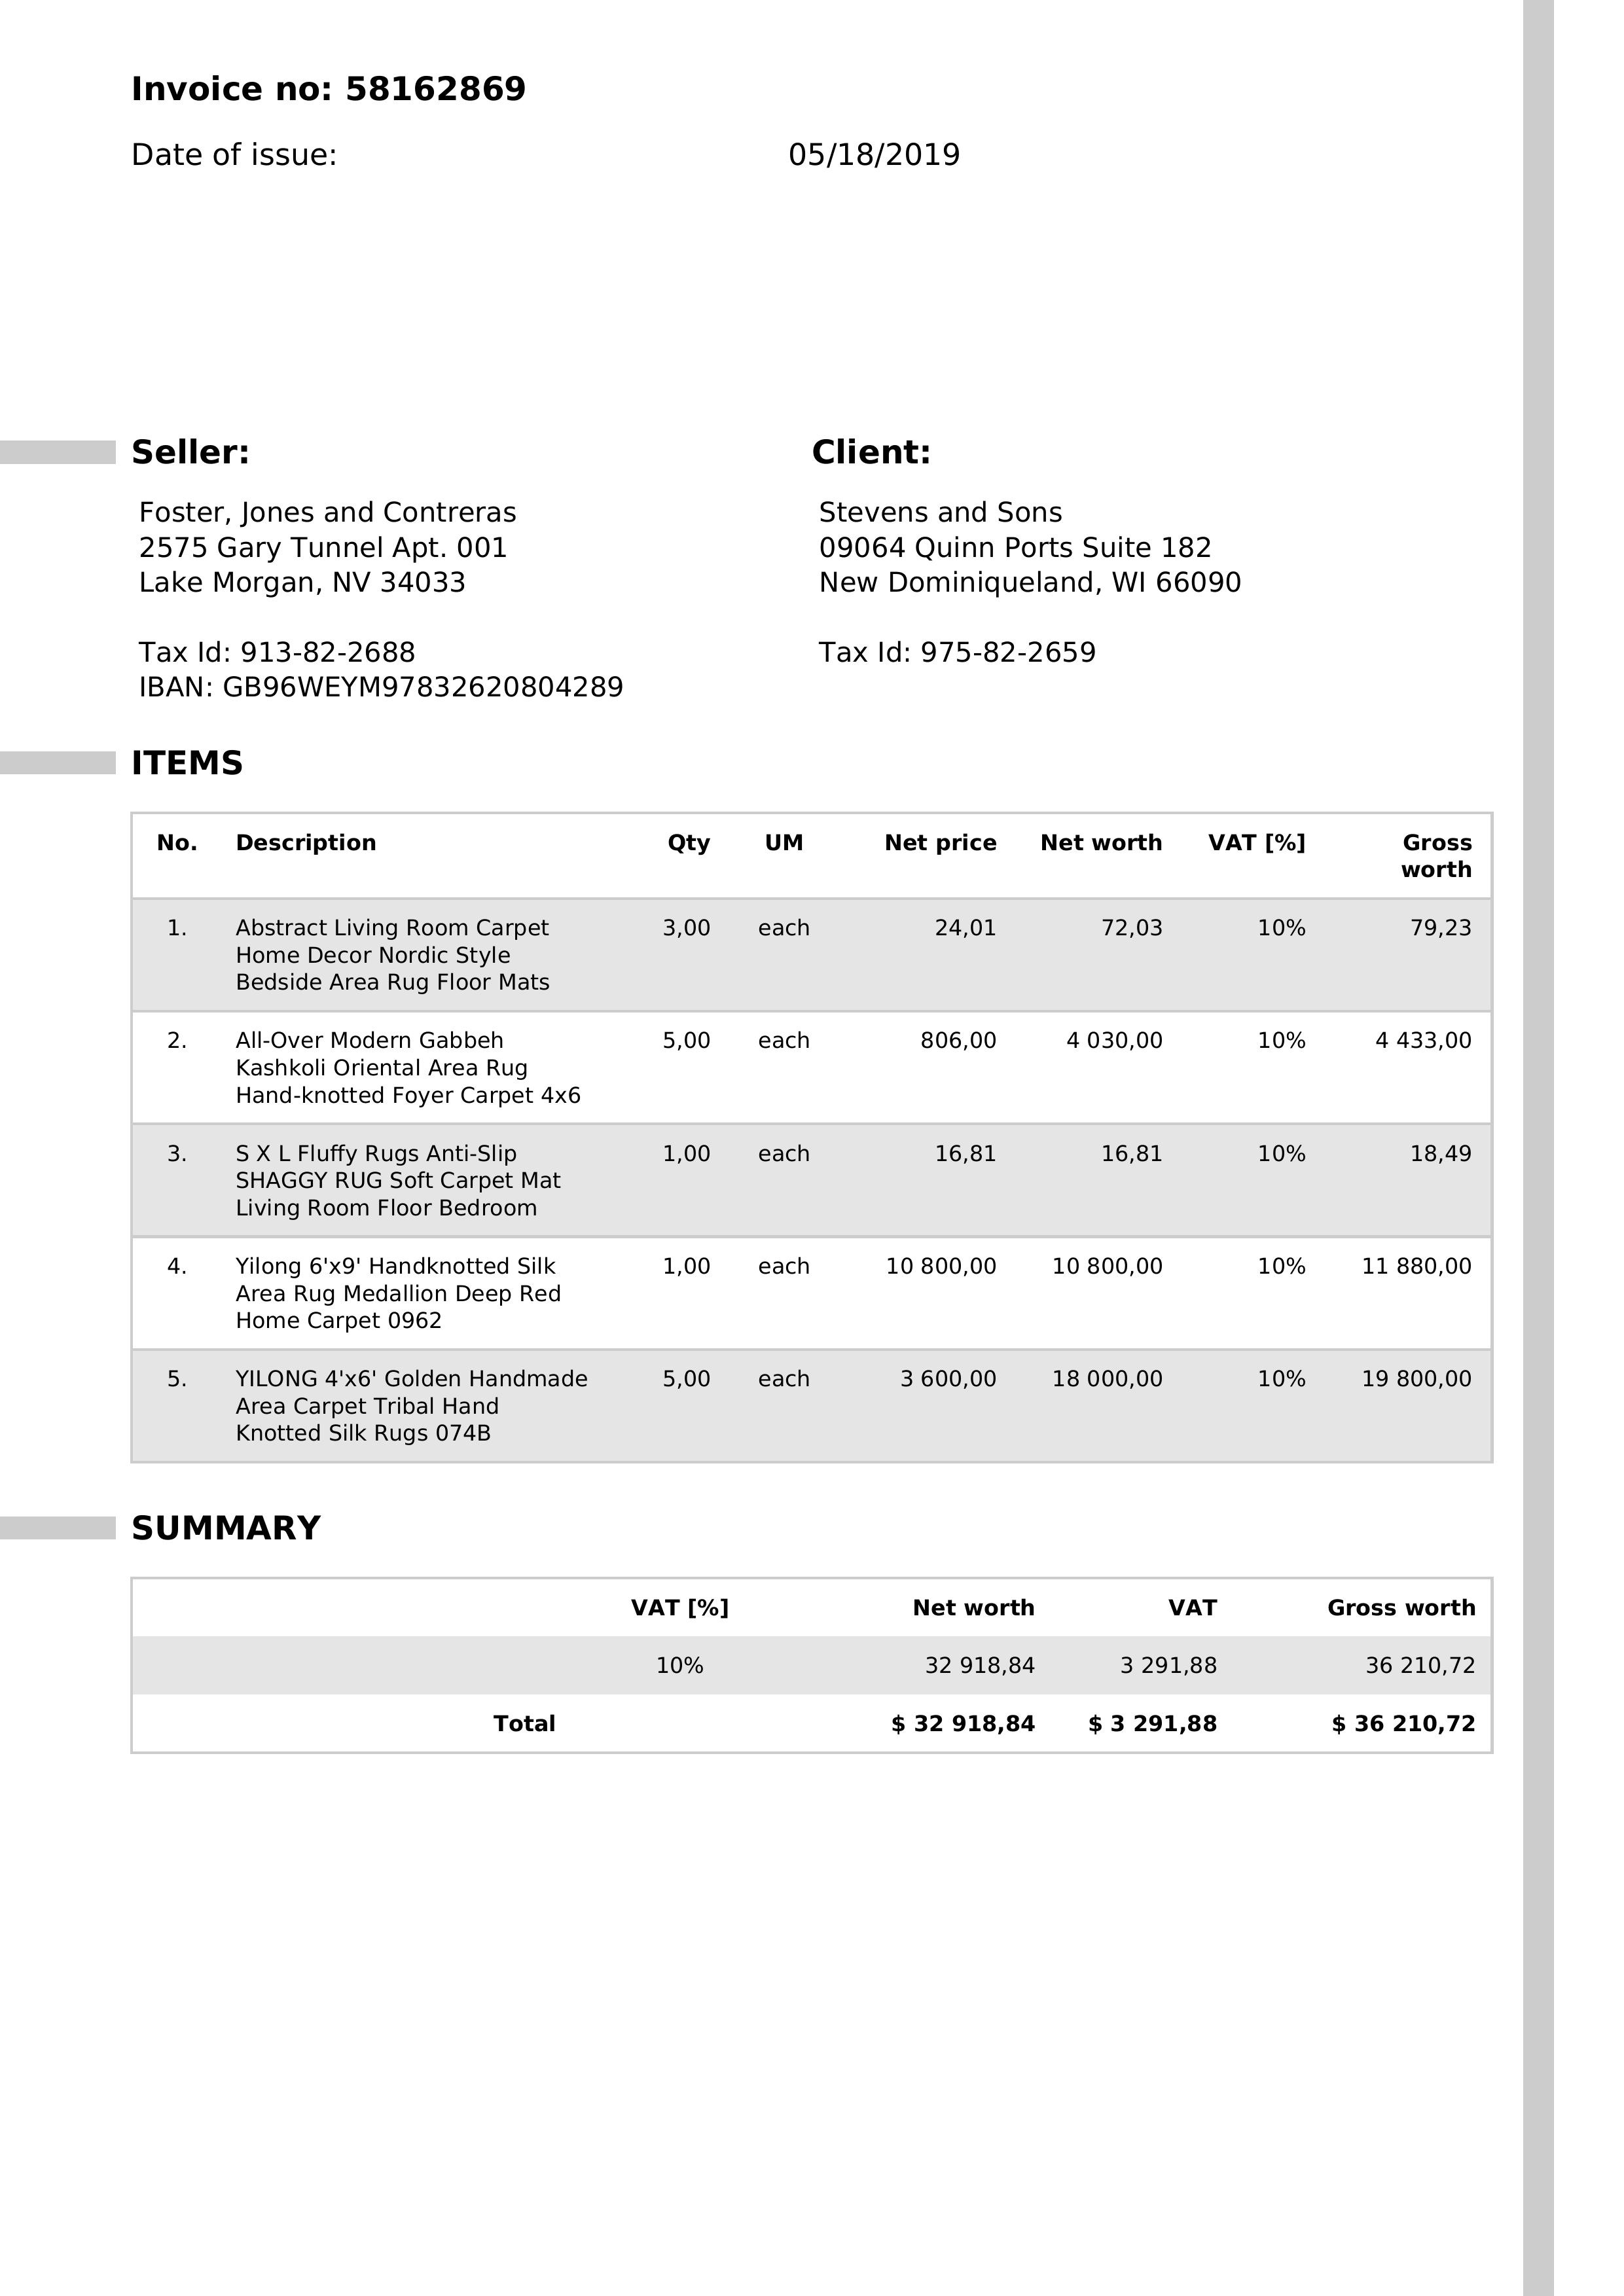 Invoice no: 58162869
Date of issue: 05/18/2019
Seller:
Foster, Jones and Contreras
2575 Gary Tunnel Apt. 001
Lake Morgan, NV 34033
Tax Id: 913-82-2688
IBAN: GB96WEYM97832620804289
Client:
Stevens and Sons
09064 Quinn Ports Suite 182
New Dominiqueland, WI 66090
Tax Id: 975-82-2659
ITEMS
No. Description Qty UM Net price Net worth VAT [%] Gross
worth
1. Abstract Living Room Carpet 3,00 each 24,01 72,03 10% 79,23
Home Decor Nordic Style
Bedside Area Rug Floor Mats
2. All-Over Modern Gabbeh 5,00 each 806,00 4 030,00 10% 4 433,00
Kashkoli Oriental Area Rug
Hand-knotted Foyer Carpet 4x6
3. S X L Fluffy Rugs Anti-Slip 1,00 each 16,81 16,81 10% 18,49
SHAGGY RUG Soft Carpet Mat
Living Room Floor Bedroom
4. Yilong 6'x9' Handknotted Silk 1,00 each 10 800,00 10 800,00 10% 11 880,00
Area Rug Medallion Deep Red
Home Carpet 0962
5. YILONG 4'x6' Golden Handmade 5,00 each 3 600,00 18 000,00 10% 19 800,00
Area Carpet Tribal Hand
Knotted Silk Rugs 074B
SUMMARY
VAT [%] Net worth VAT Gross worth
10% 32 918,84 3 291,88 36 210,72
Total $ 32 918,84 $ 3 291,88 $ 36 210,72